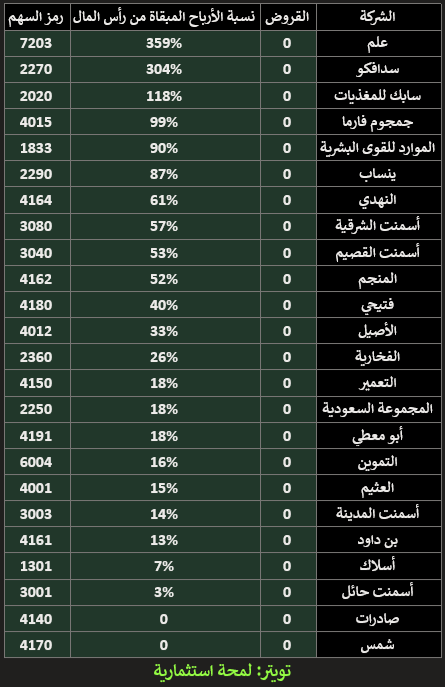 الشركة القروض نسبة الأرباح المبقاة من رأس المال رمز السهم
علم 0 359% 7203
سدافكو 0 304% 2270
سابك للمغذيات 0 118% 2020
جمجوم فارما 0 99% 4015
الموارد للقوى البشرية 0 90% 1833
ينساب 0 87% 2290
النهدي 0 61% 4164
أسمنت الشرقية 0 57% 3080
أسمنت القصيم 0 53% 3040
المنجم 0 52% 4162
فتيحي 0 40% 4180
الأصيل 0 33% 4012
الفخارية 0 26% 2360
التعمير 0 18% 4150
المجموعة السعودية 0 18% 2250
أبو معطي 0 18% 4191
التموين 0 16% 6004
العثيم 0 15% 4001
أسمنت المدينة 0 14% 3003
بن داود 0 13% 4161
أسلاك 0 7% 1301
أسمنت حائل 0 3% 3001
صادرات 0 0 4140
شمس 0 0 4170
تويتر: لمحة استثمارية